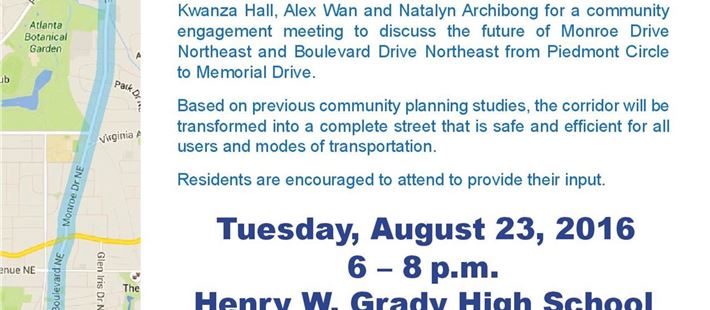 Kwanza Hall, Alex Wan and Natalyn Archibong for a community
engagement meeting to discuss the future of Monroe Drive
Northeast and Boulevard Drive Northeast from Piedmont Circle
to Memorial Drive.
Based on previous community planning studies, the corridor will be
transformed into a complete street that is safe and efficient for all
users and modes of transportation.
Residents are encouraged to attend to provide their input.
Tuesday, August 23, 2016
6 – 8 p.m.
Henry W. Grady High School
Atlanta
Botanical
Garden
ub
Park Dr
Virginia A
Monroe Dr NE
enue NE
Boulevard NE
Glen Iris Dr N
The